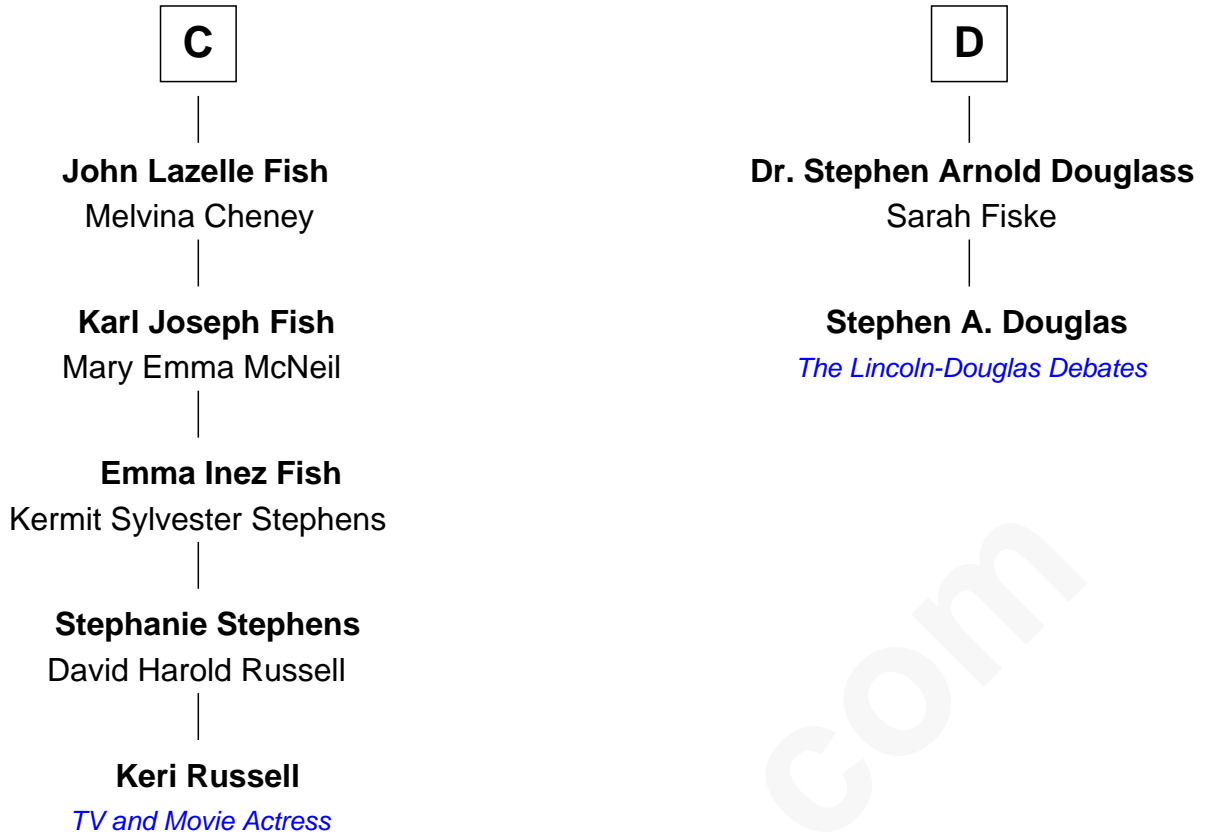 C
John Lazelle Fish
Melvina Cheney
Karl Joseph Fish
Mary Emma McNeil
Emma Inez Fish
Kermit Sylvester Stephens
Stephanie Stephens
David Harold Russell
Keri Russell
TV and Movie Actress
D
Dr. Stephen Arnold Douglass
Sarah Fiske
Stephen A. Douglas
The Lincoln-Douglas Debates
com